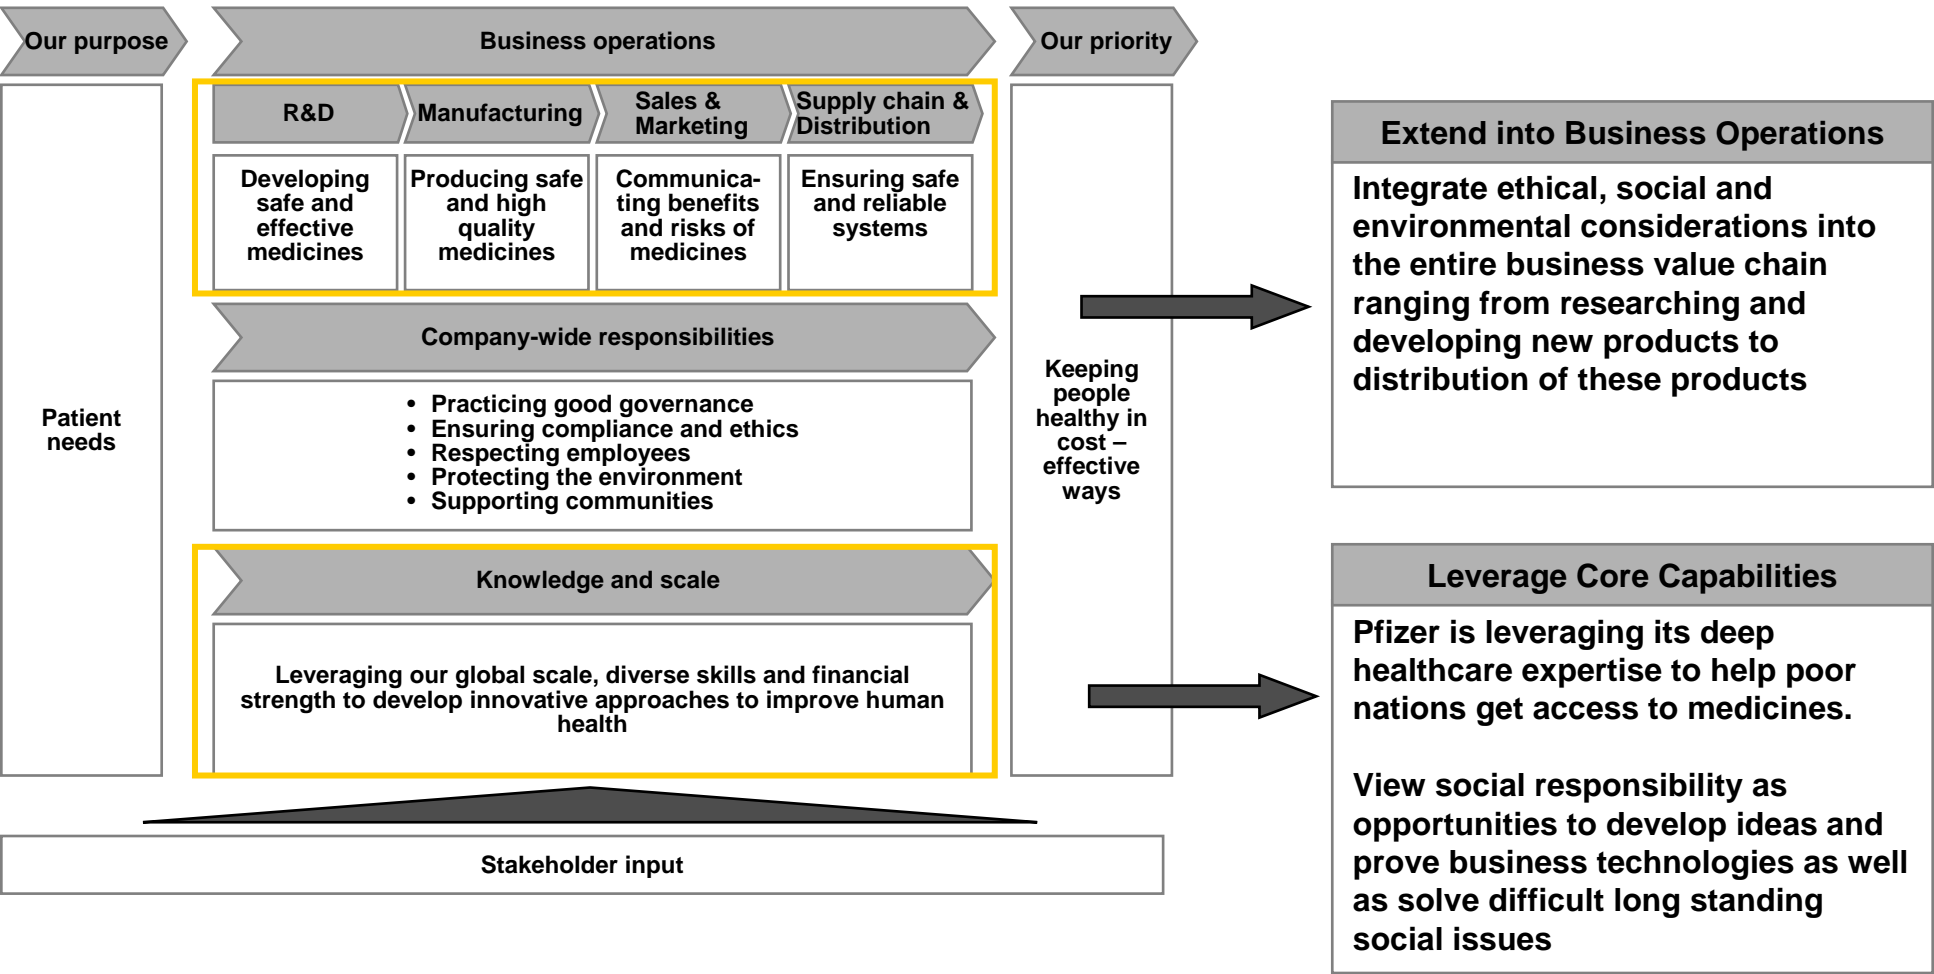 Our purpose
Business operations
Our priority
R&D
Manufacturing
Sales &
Marketing
Supply chain &
Distribution
Developing
safe and
effective
medicines
Producing safe
and high
quality
medicines
Communica-
ting benefits
and risks of
medicines
Ensuring safe
and reliable
systems
Company-wide responsibilities
• Practicing good governance
• Ensuring compliance and ethics
• Respecting employees
• Protecting the environment
• Supporting communities
Patient
needs
Keeping
people
healthy in
cost –
effective
ways
Knowledge and scale
Leveraging our global scale, diverse skills and financial
strength to develop innovative approaches to improve human
health
Stakeholder input
Extend into Business Operations
Integrate ethical, social and
environmental considerations into
the entire business value chain
ranging from researching and
developing new products to
distribution of these products
Leverage Core Capabilities
Pfizer is leveraging its deep
healthcare expertise to help poor
nations get access to medicines.
View social responsibility as
opportunities to develop ideas and
prove business technologies as well
as solve difficult long standing
social issues